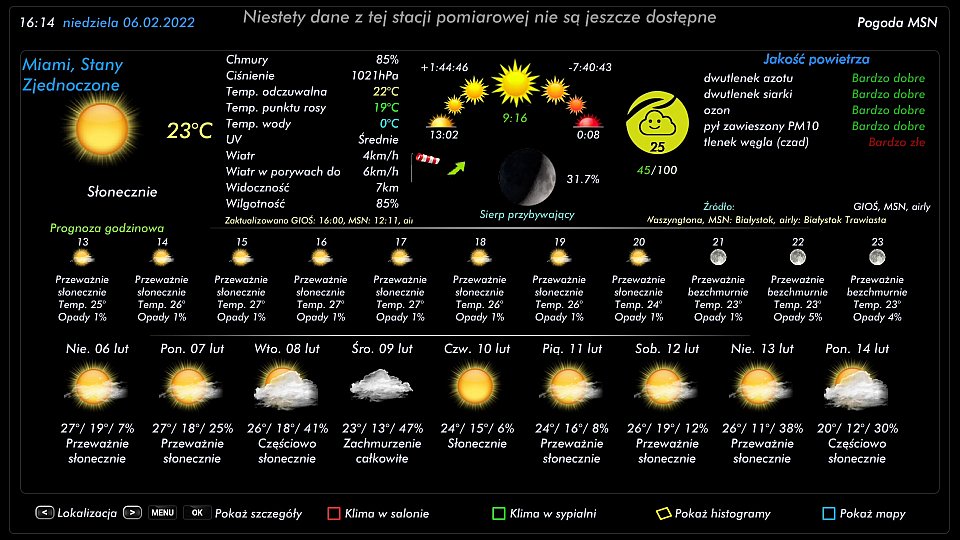 16:14 niedziela 06.02.2022
Niestety dane z tej stacji pomiarowej nie są jeszcze dostępne
Pogoda MSN
Miami, Stany
Zjednoczone
23°C
Słonecznie
Chmury 85%
Ciśnienie 1021hPa
Temp. odczuwalna 22°C
Temp. punktu rosy 19°C
Temp. wody 0°C
UV Średnie
Wiatr 4km/h
Wiatr w porywach do 6km/h
Widoczność 7km
Wilgotność 85%
Zaktualizowano GIOŚ: 16:00, MSN: 12:11, air
+1:44:46 -7:40:43
9:16
13:02 0:08
31.7%
Sierp przybywający
Jakość powietrza
dwutlenek azotu Bardzo dobre
dwutlenek siarki Bardzo dobre
ozon Bardzo dobre
pył zawieszony PM10 Bardzo dobre
tlenek węgla (czad) Bardzo złe
25
45/100
Źródło: GIOŚ, MSN, airly
Waszyngtona, MSN: Białystok, airly: Białystok Trawiasta
Prognoza godzinowa
13 14 15 16 17 18 19 20 21 22 23
Przeważnie Przeważnie Przeważnie Przeważnie Przeważnie Przeważnie Przeważnie Przeważnie Przeważnie Przeważnie Przeważnie
słonecznie słonecznie słonecznie słonecznie słonecznie słonecznie słonecznie słonecznie bezchmurnie bezchmurnie bezchmurnie
Temp. 25° Temp. 26° Temp. 27° Temp. 27° Temp. 27° Temp. 26° Temp. 26° Temp. 24° Temp. 23° Temp. 23° Temp. 23°
Opady 1% Opady 1% Opady 1% Opady 1% Opady 1% Opady 1% Opady 1% Opady 1% Opady 1% Opady 5% Opady 4%
Nie. 06 lut Pon. 07 lut Wto. 08 lut Śro. 09 lut Czw. 10 lut Pią. 11 lut Sob. 12 lut Nie. 13 lut Pon. 14 lut
27°/ 19°/ 7% 27°/ 18°/ 25% 26°/ 18°/ 41% 23°/ 13°/ 47% 24°/ 15°/ 6% 24°/ 16°/ 8% 26°/ 19°/ 12% 26°/ 11°/ 38% 20°/ 12°/ 30%
Przeważnie Przeważnie Częściowo Zachmurzenie Słonecznie Przeważnie Przeważnie Przeważnie Częściowo
słonecznie słonecznie słonecznie całkowite słonecznie słonecznie słonecznie słonecznie
< Lokalizacja > MENU OK Pokaż szczegóły Klima w salonie Klima w sypialni Pokaż histogramy Pokaż mapy